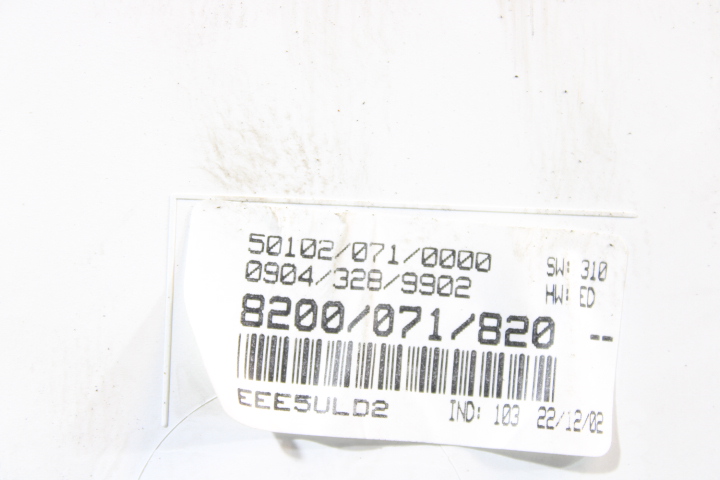 50102/071/0000 SW: 310
0904/328/9902 HW: ED
8200/071/820 --
EEE5ULD2 IND: 103 22/12/02